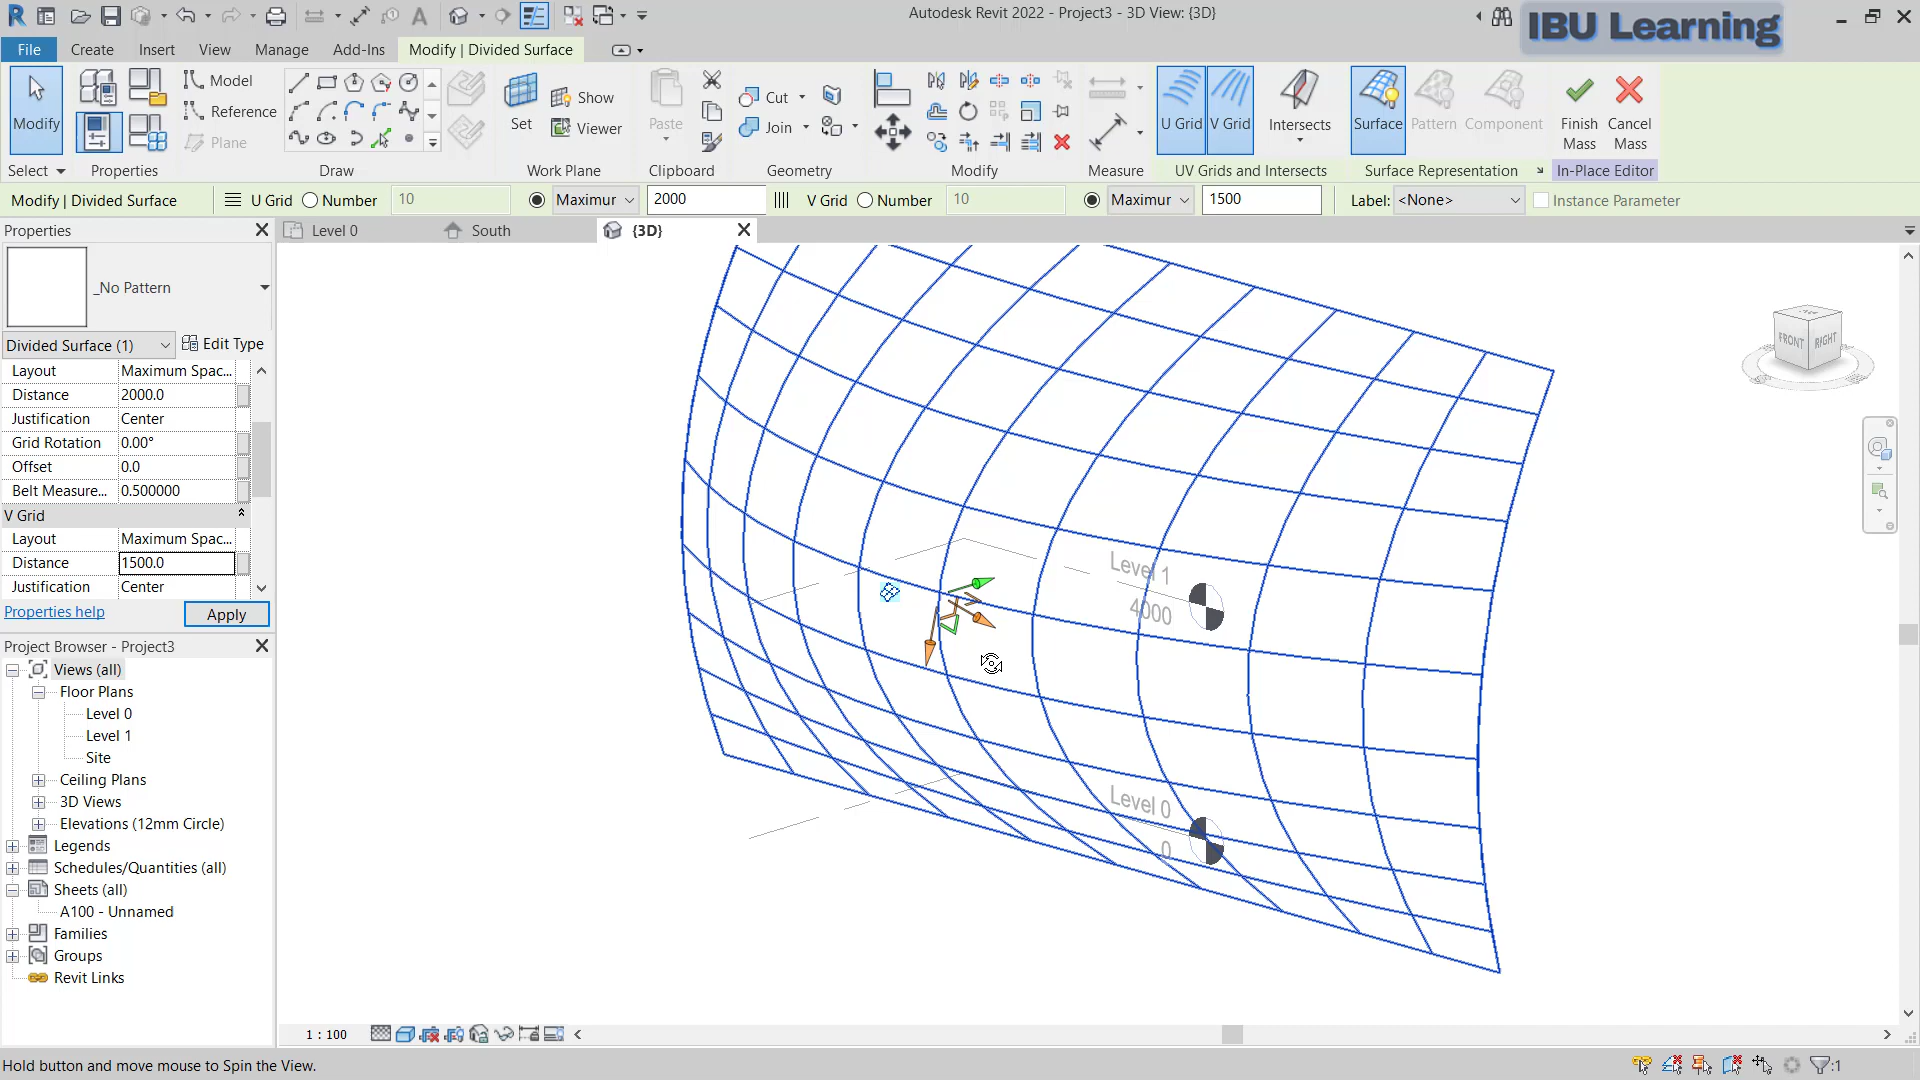 Autodesk Revit 2022 - Project3 - 3D View: {3D}
IBU Learning
File Create Insert View Manage Add-Ins Modify | Divided Surface
Modify
Select
Properties
Model
Reference
Plane
Draw
Set
Show
Viewer
Work Plane
Paste
Clipboard
Cut
Join
Geometry
Modify
Measure
U Grid V Grid Intersects
UV Grids and Intersects
Surface Pattern Component
Surface Representation
Finish Mass
Cancel Mass
In-Place Editor
Modify | Divided Surface U Grid Number 10 Maximur 2000 V Grid Number 10 Maximur 1500 Label: <None> Instance Parameter
Properties
Level 0 South {3D}
_No Pattern
Divided Surface (1) Edit Type
Layout Maximum Spac...
Distance 2000.0
Justification Center
Grid Rotation 0.00°
Offset 0.0
Belt Measure... 0.500000
V Grid
Layout Maximum Spac...
Distance 1500.0
Justification Center
Properties help Apply
Project Browser - Project3
Views (all)
Floor Plans
Level 0
Level 1
Site
Ceiling Plans
3D Views
Elevations (12mm Circle)
Legends
Schedules/Quantities (all)
Sheets (all)
A100 - Unnamed
Families
Groups
Revit Links
Level 1
4000
Level 0
0
FRONT RIGHT
1 : 100
Hold button and move mouse to Spin the View.
:1